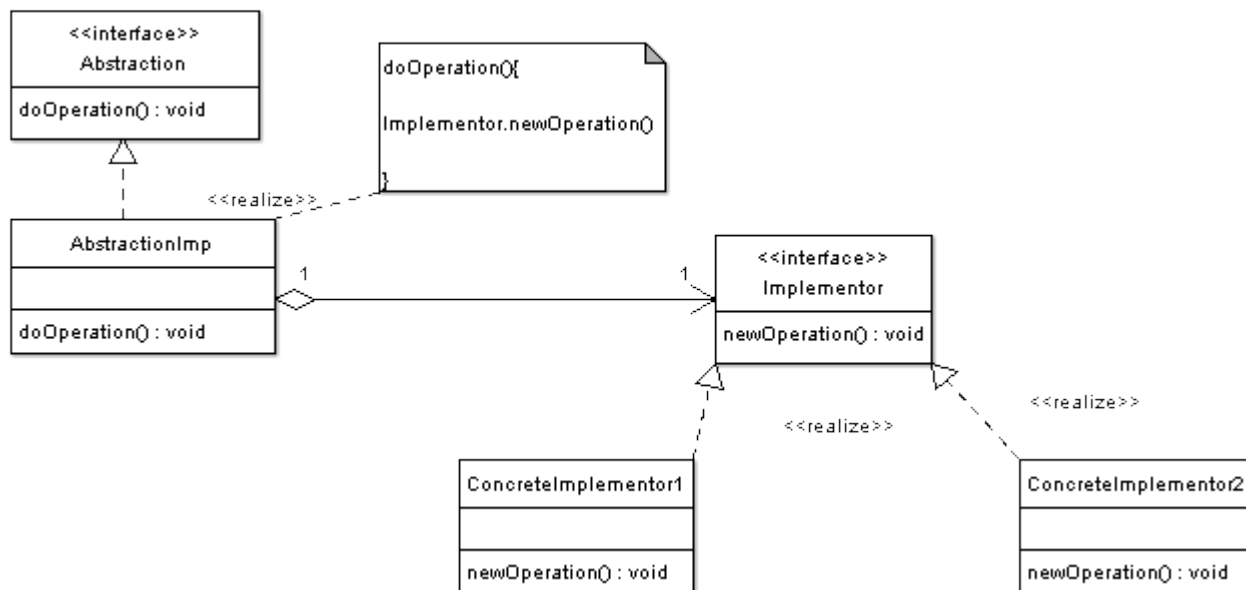 <<interface>>
Abstraction
doOperation() : void
doOperation(){
Implementor.newOperation()
}
<<realize>>
AbstractionImp
doOperation() : void
1
1
<<interface>>
Implementor
newOperation() : void
<<realize>>
<<realize>>
ConcreteImplementor1
newOperation() : void
ConcreteImplementor2
newOperation() : void